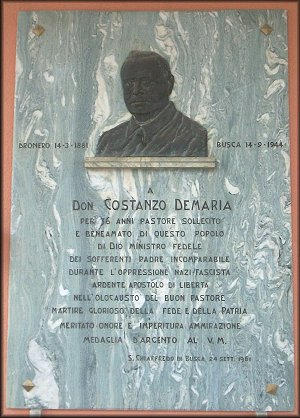 DRONERO 14-3-1881 BUSCA 14-9-1944
A
DON COSTANZO DEMARIA
PER 36 ANNI PASTORE SOLLECITO
E BENEAMATO DI QUESTO POPOLO
DI DIO MINISTRO FEDELE
DEI SOFFERENTI PADRE INCOMPARABILE
DURANTE L'OPPRESSIONE NAZI-FASCISTA
ARDENTE APOSTOLO DI LIBERTÀ
NELL'OLOCAUSTO DEL BUON PASTORE
MARTIRE GLORIOSO DELLA FEDE E DELLA PATRIA
MERITATO ONORE E IMPERITURA AMMIRAZIONE
MEDAGLIA D'ARGENTO AL V. M.
S. CHIAFFREDO DI BUSCA 24 SETT.